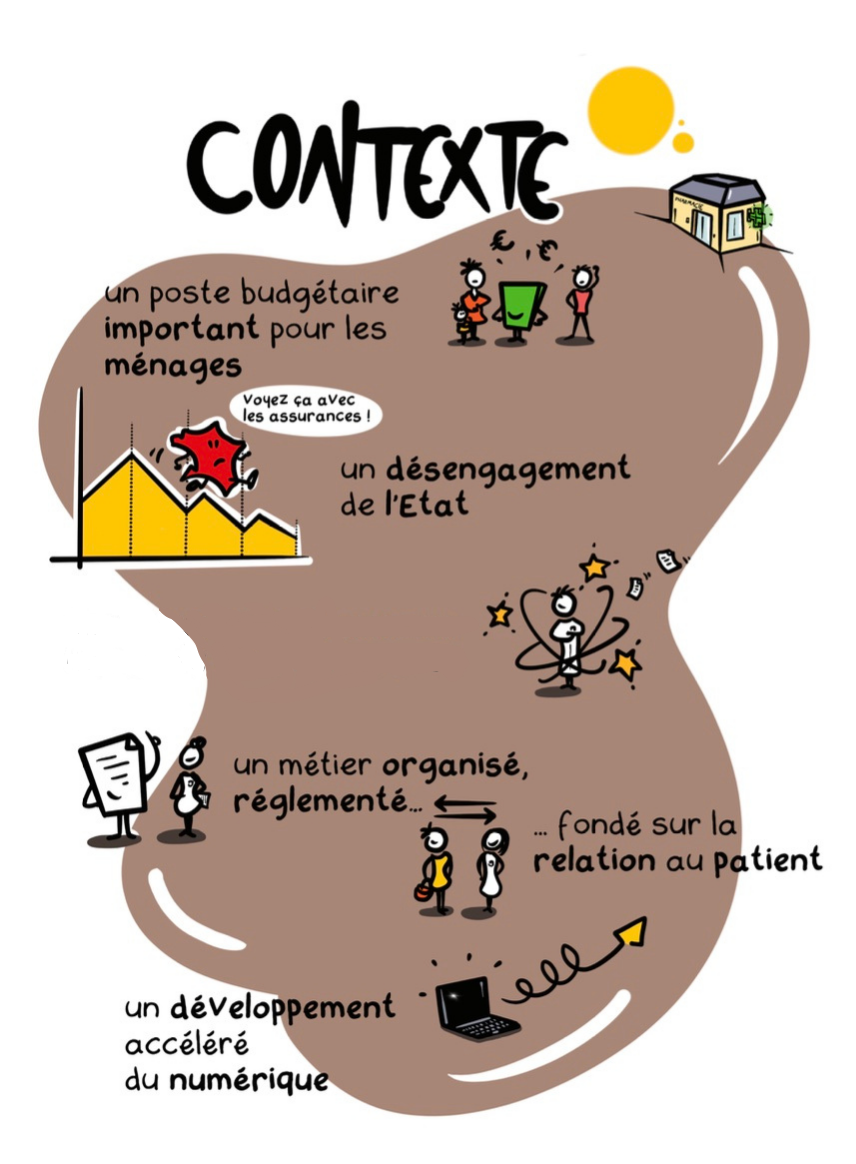 CONTEXTE
PHARMACIE
un poste budgétaire
important pour les
ménages
Voyez ça avec
les assurances !
un désengagement
de l'Etat
un métier organisé,
réglementé...
... fondé sur la
relation au patient
un développement
accéléré
du numérique